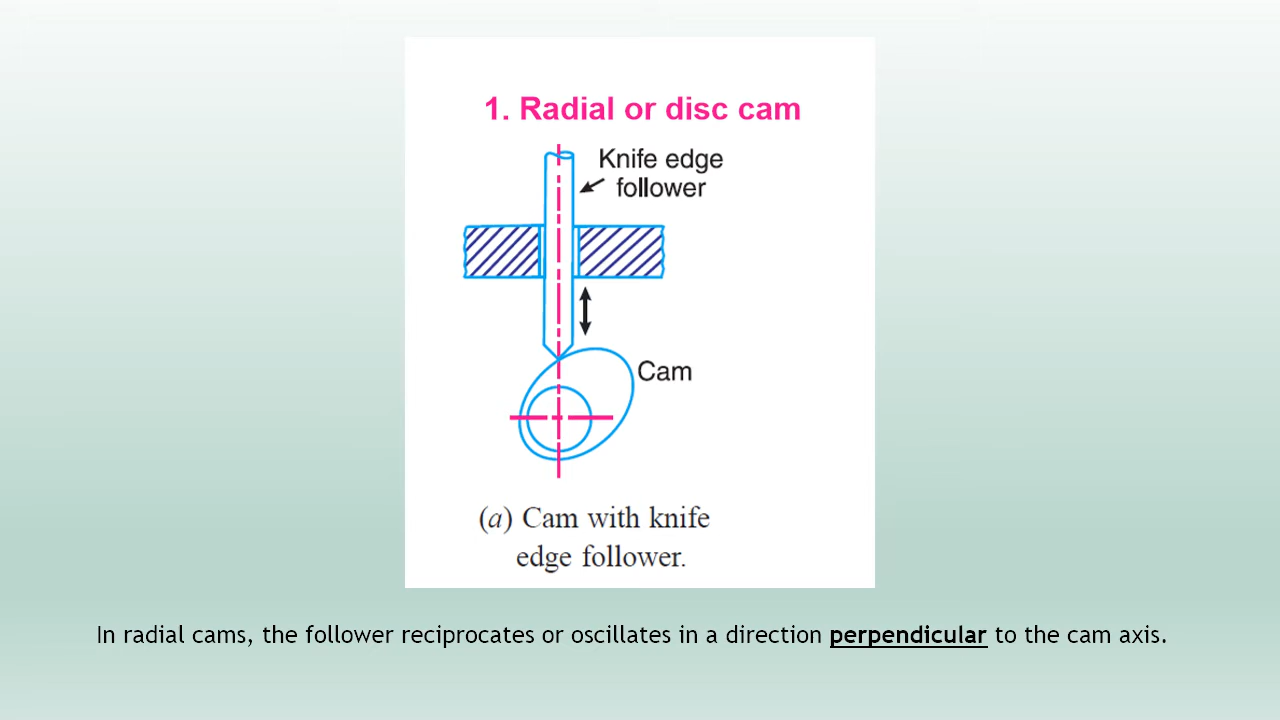 1. Radial or disc cam
Knife edge
follower
Cam
(a) Cam with knife
edge follower.
In radial cams, the follower reciprocates or oscillates in a direction perpendicular to the cam axis.